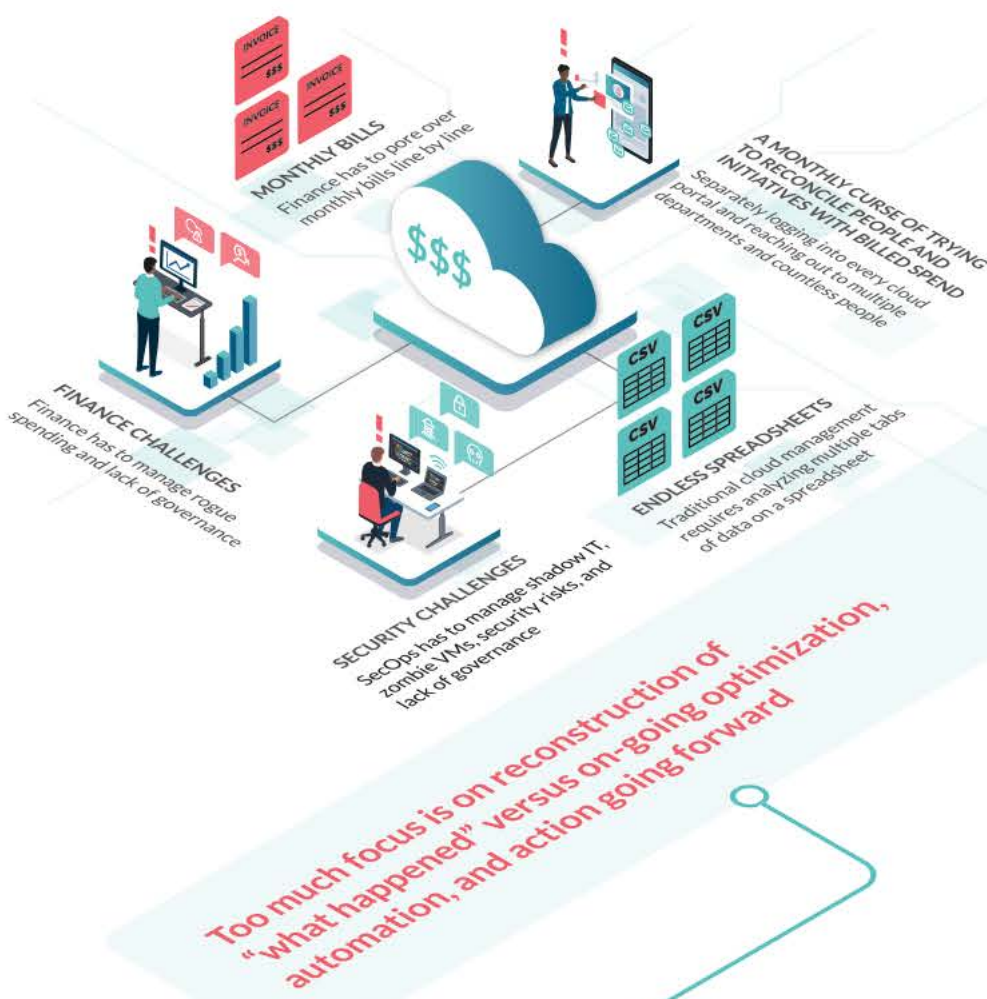 INVOICE
$$$
INVOICE
$$$
INVOICE
$$$
MONTHLY BILLS
Finance has to pore over
monthly bills line by line
A MONTHLY CURSE OF TRYING
TO RECONCILE PEOPLE AND
INITIATIVES WITH BILLED SPEND
Separately logging into every cloud
portal and reaching out to multiple
departments and countless people
$$$
FINANCE CHALLENGES
Finance has to manage rogue
spending and lack of governance
CSV
CSV
CSV
CSV
ENDLESS SPREADSHEETS
Traditional cloud management
requires analyzing multiple tabs
of data on a spreadsheet
SECURITY CHALLENGES
SecOps has to manage shadow IT,
zombie VMs, security risks, and
lack of governance
Too much focus is on reconstruction of
“what happened” versus on-going optimization,
automation, and action going forward